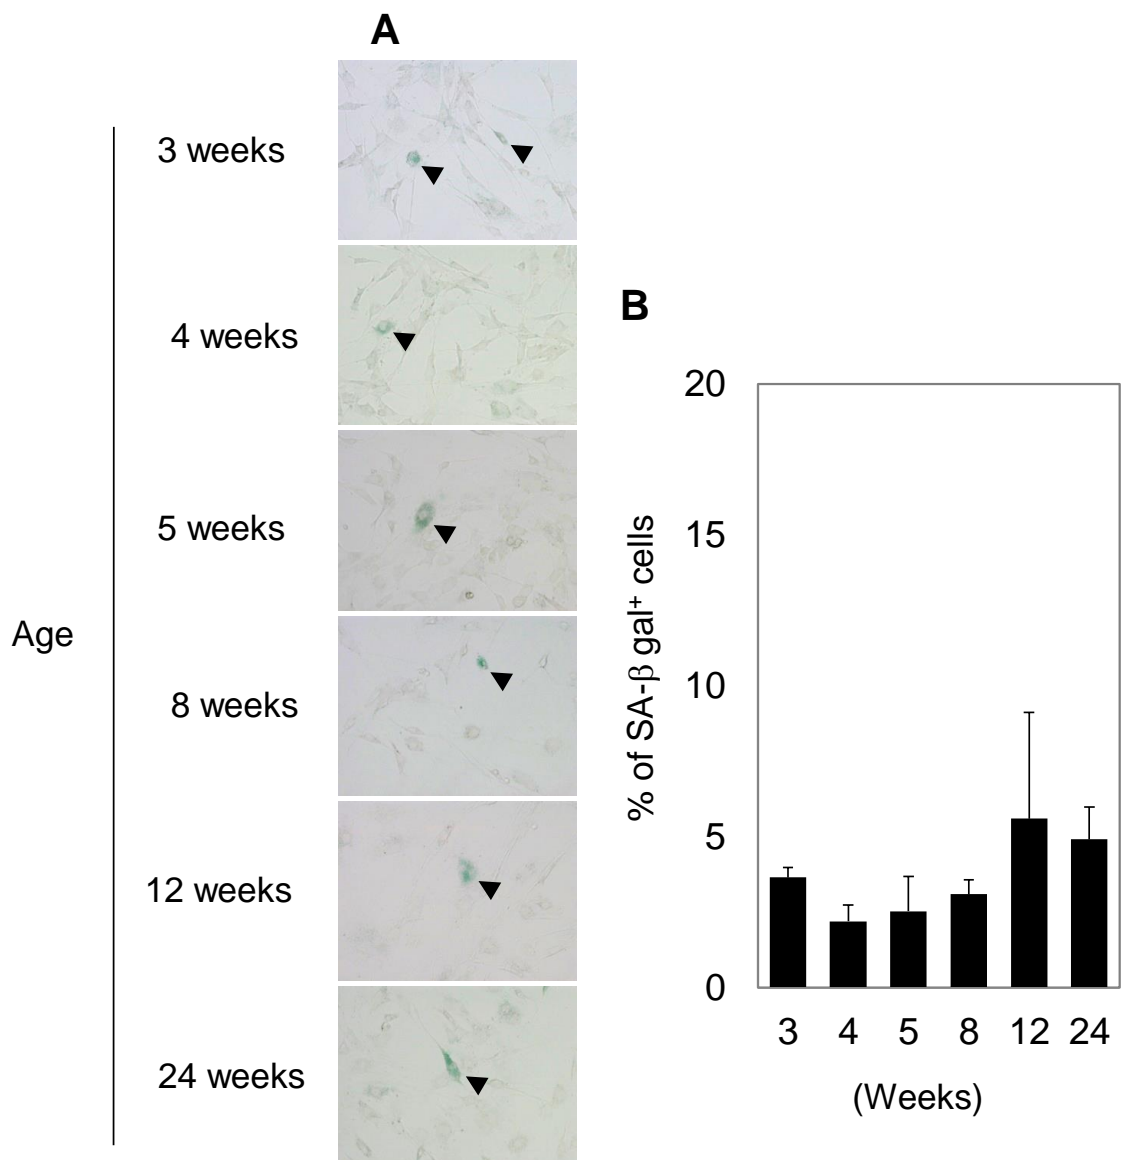 A
3 weeks
4 weeks
5 weeks
Age
8 weeks
12 weeks
24 weeks
B
20
15
10
5
0
% of SA-β gal⁺ cells
3 4 5 8 12 24
(Weeks)